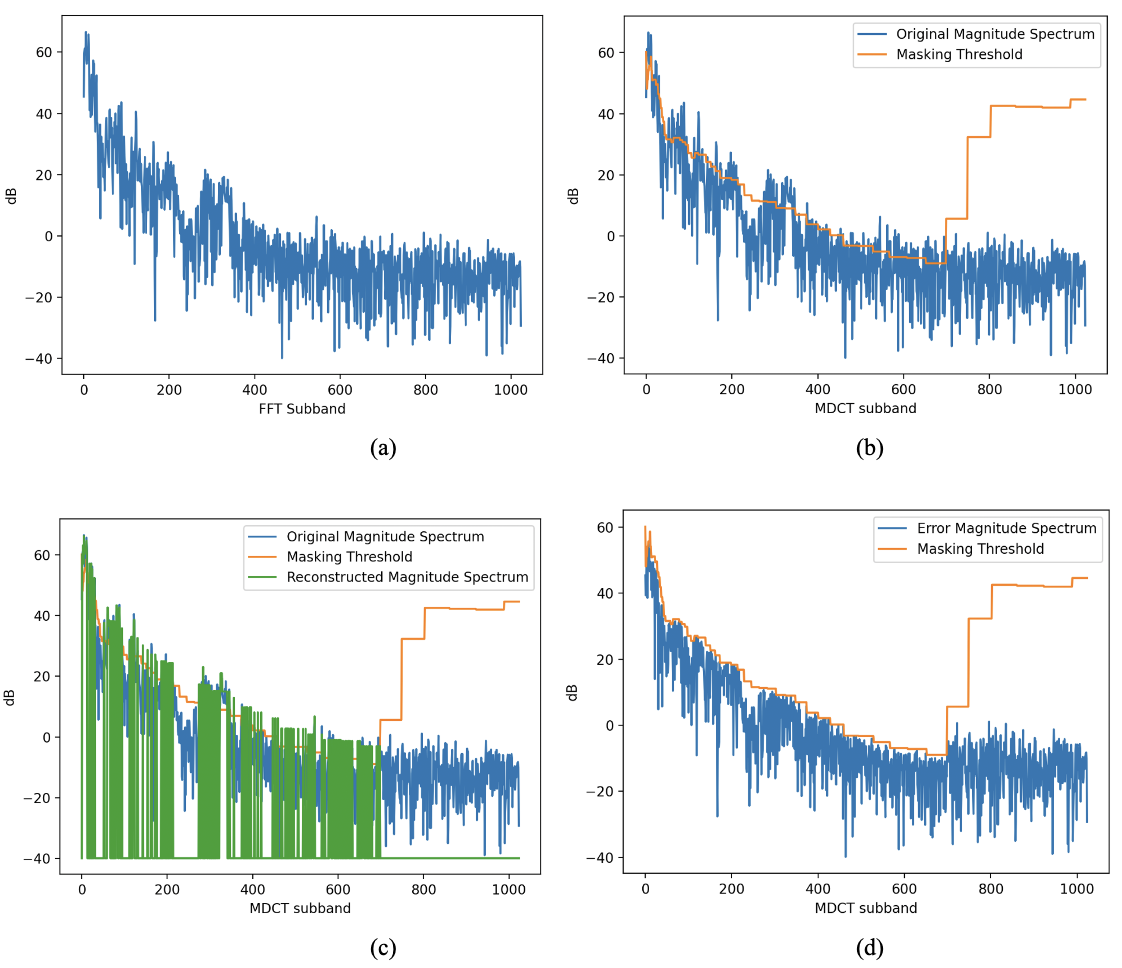 60
40
20
0
−20
−40
dB
0 200 400 600 800 1000
FFT Subband
(a)
Original Magnitude Spectrum
Masking Threshold
60
40
20
0
−20
−40
dB
0 200 400 600 800 1000
MDCT subband
(b)
Original Magnitude Spectrum
Masking Threshold
Reconstructed Magnitude Spectrum
60
40
20
0
−20
−40
dB
0 200 400 600 800 1000
MDCT subband
(c)
Error Magnitude Spectrum
Masking Threshold
60
40
20
0
−20
−40
dB
0 200 400 600 800 1000
MDCT subband
(d)